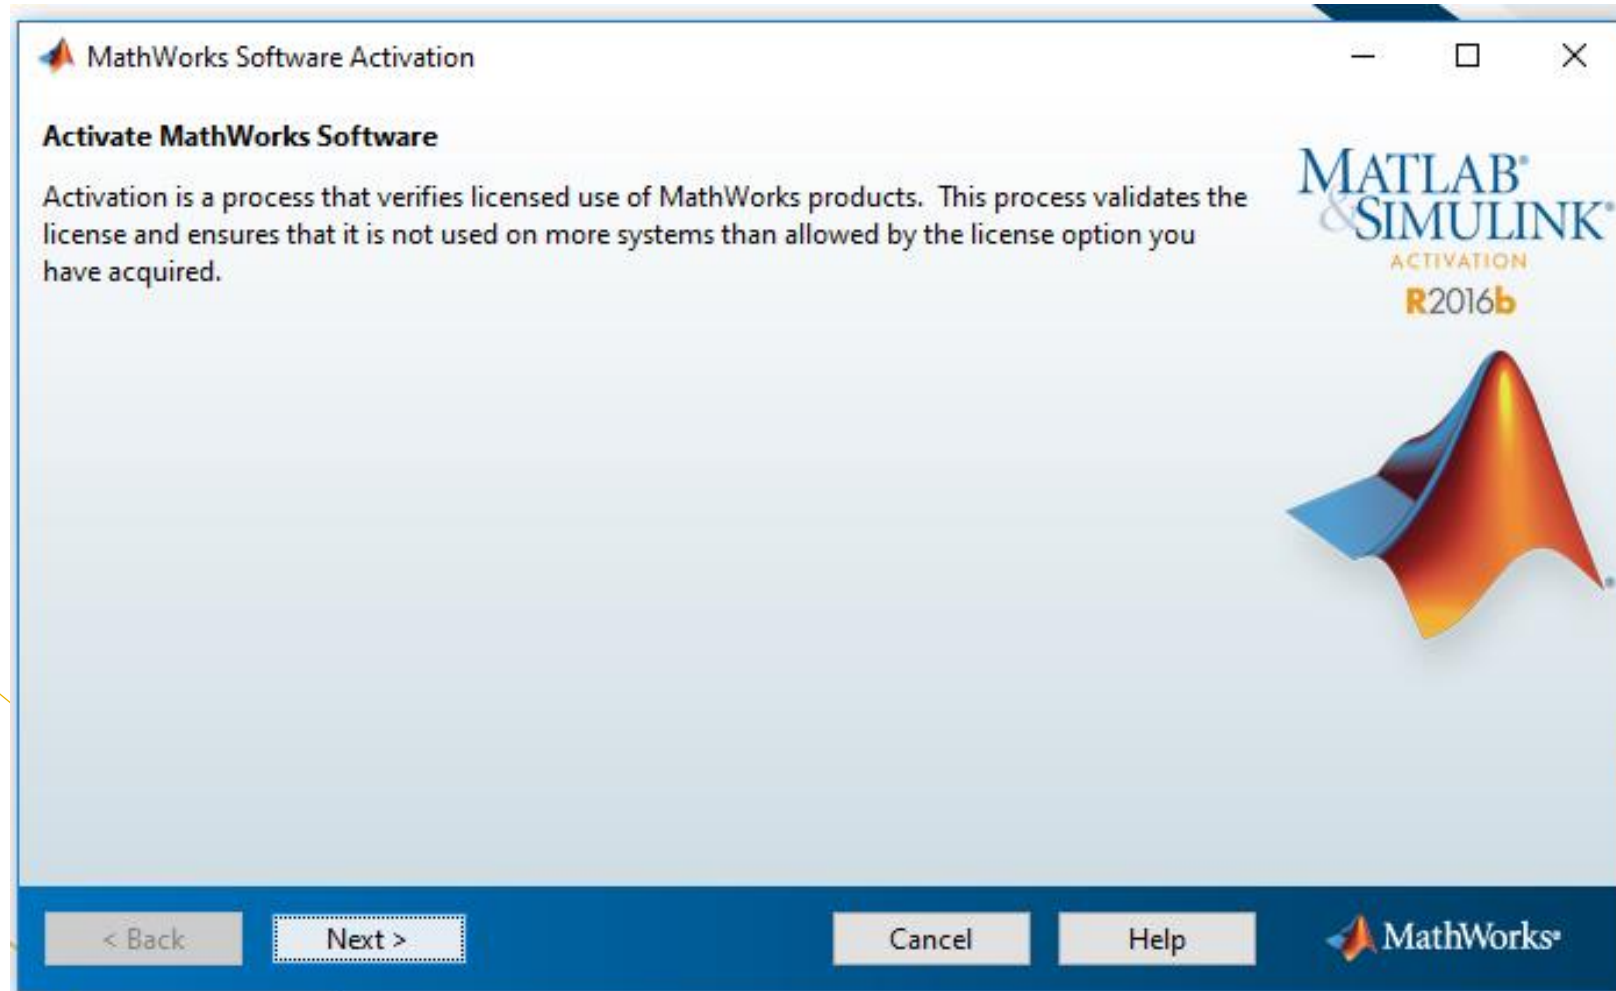 MathWorks Software Activation
Activate MathWorks Software
Activation is a process that verifies licensed use of MathWorks products.  This process validates the
license and ensures that it is not used on more systems than allowed by the license option you
have acquired.
MATLAB®
&SIMULINK®
ACTIVATION
R2016b
®
< Back
Next >
Cancel
Help
MathWorks®